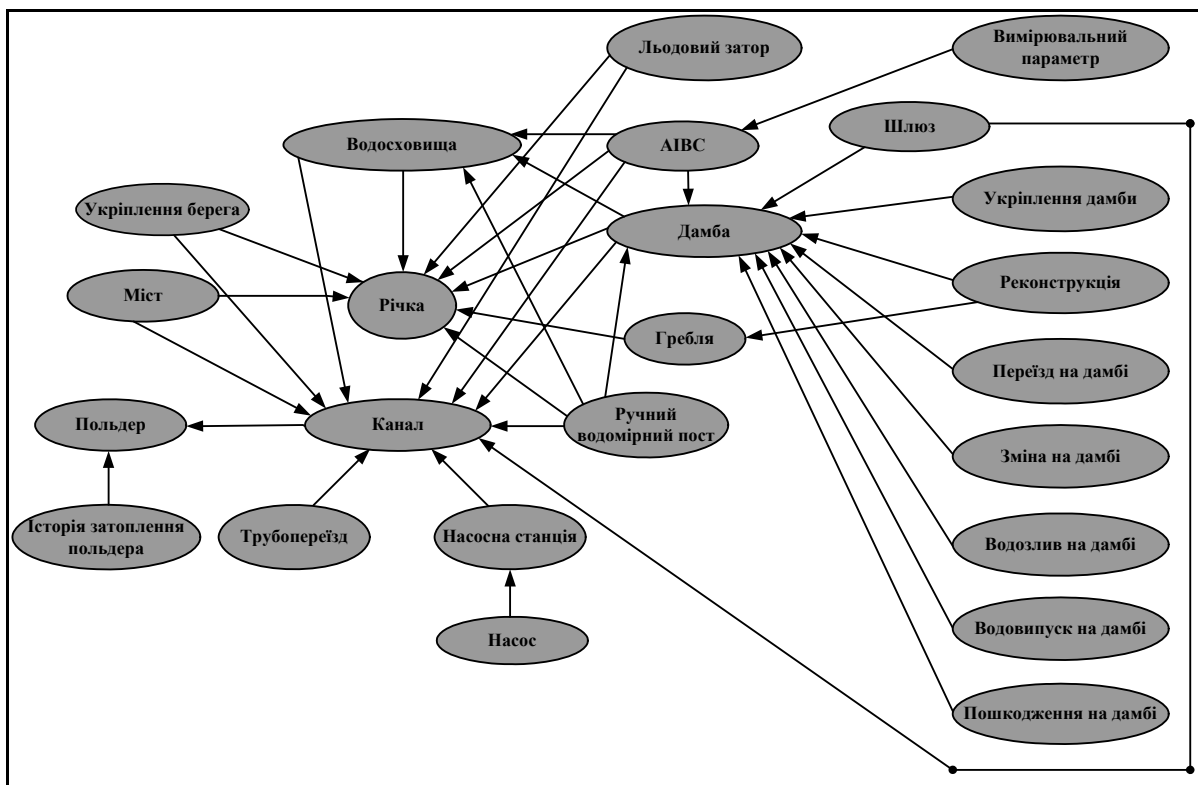 Льодовий затор
Вимірювальний
параметр
Водосховища
АІВС
Шлюз
Укріплення берега
Укріплення дамби
Дамба
Міст
Річка
Реконструкція
Гребля
Переїзд на дамбі
Польдер
Канал
Ручний
водомірний пост
Зміна на дамбі
Історія затоплення
польдера
Трубопереїзд
Насосна станція
Водозлив на дамбі
Насос
Водовипуск на дамбі
Пошкодження на дамбі